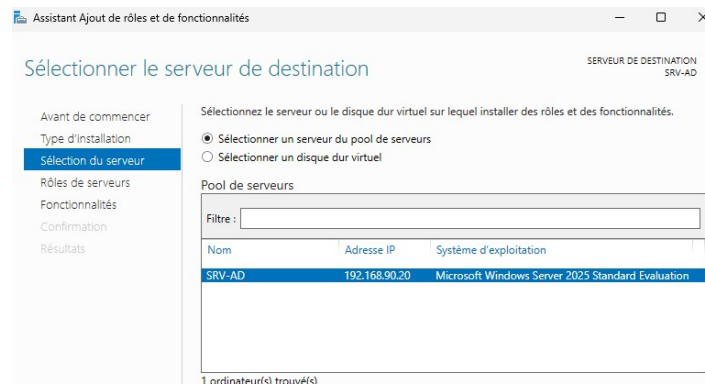 Assistant Ajout de rôles et de fonctionnalités
Sélectionner le serveur de destination
SERVEUR DE DESTINATION
SRV-AD
Avant de commencer
Type d'installation
Sélection du serveur
Rôles de serveurs
Fonctionnalités
Confirmation
Résultats
Sélectionnez le serveur ou le disque dur virtuel sur lequel installer des rôles et des fonctionnalités.
Sélectionner un serveur du pool de serveurs
Sélectionner un disque dur virtuel
Pool de serveurs
Filtre :
Nom Adresse IP Système d'exploitation
SRV-AD 192.168.90.20 Microsoft Windows Server 2025 Standard Evaluation
1 ordinateur(s) trouvé(s)